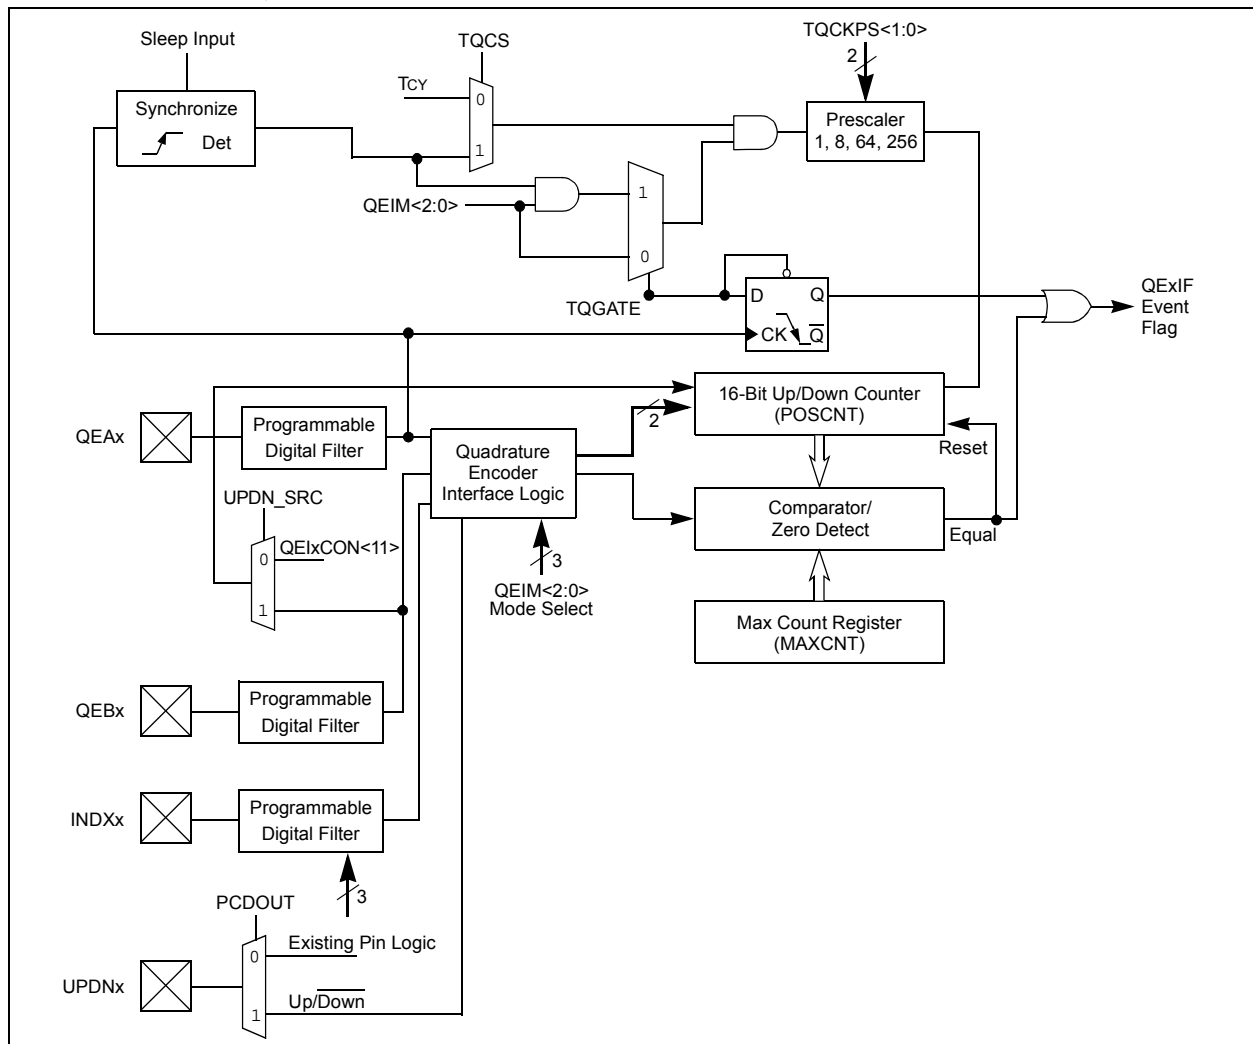 Sleep Input
TQCS
TQCKPS<1:0>
2
TCY
0
1
Synchronize
Det
Prescaler
1, 8, 64, 256
QEIM<2:0>
1
0
TQGATE
D
Q
CK
Q
QExIF
Event
Flag
16-Bit Up/Down Counter
(POSCNT)
2
Reset
QEAx
Programmable
Digital Filter
Quadrature
Encoder
Interface Logic
Comparator/
Zero Detect
Equal
UPDN_SRC
QEIxCON<11>
0
1
3
QEIM<2:0>
Mode Select
Max Count Register
(MAXCNT)
QEBx
Programmable
Digital Filter
INDXx
Programmable
Digital Filter
3
PCDOUT
Existing Pin Logic
0
UPDNx
Up/Down
1